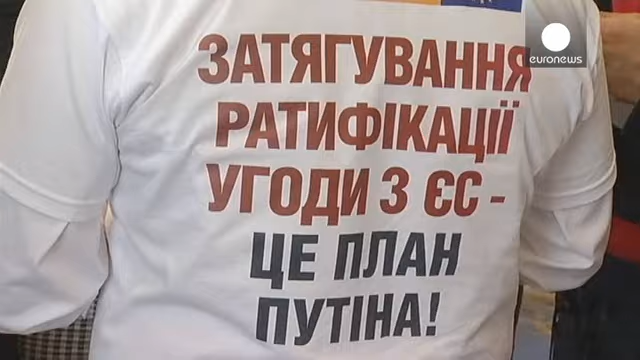 euronews
ЗАТЯГУВАННЯ
РАТИФІКАЦІЇ
УГОДИ З ЄС -
ЦЕ ПЛАН
ПУТІНА!